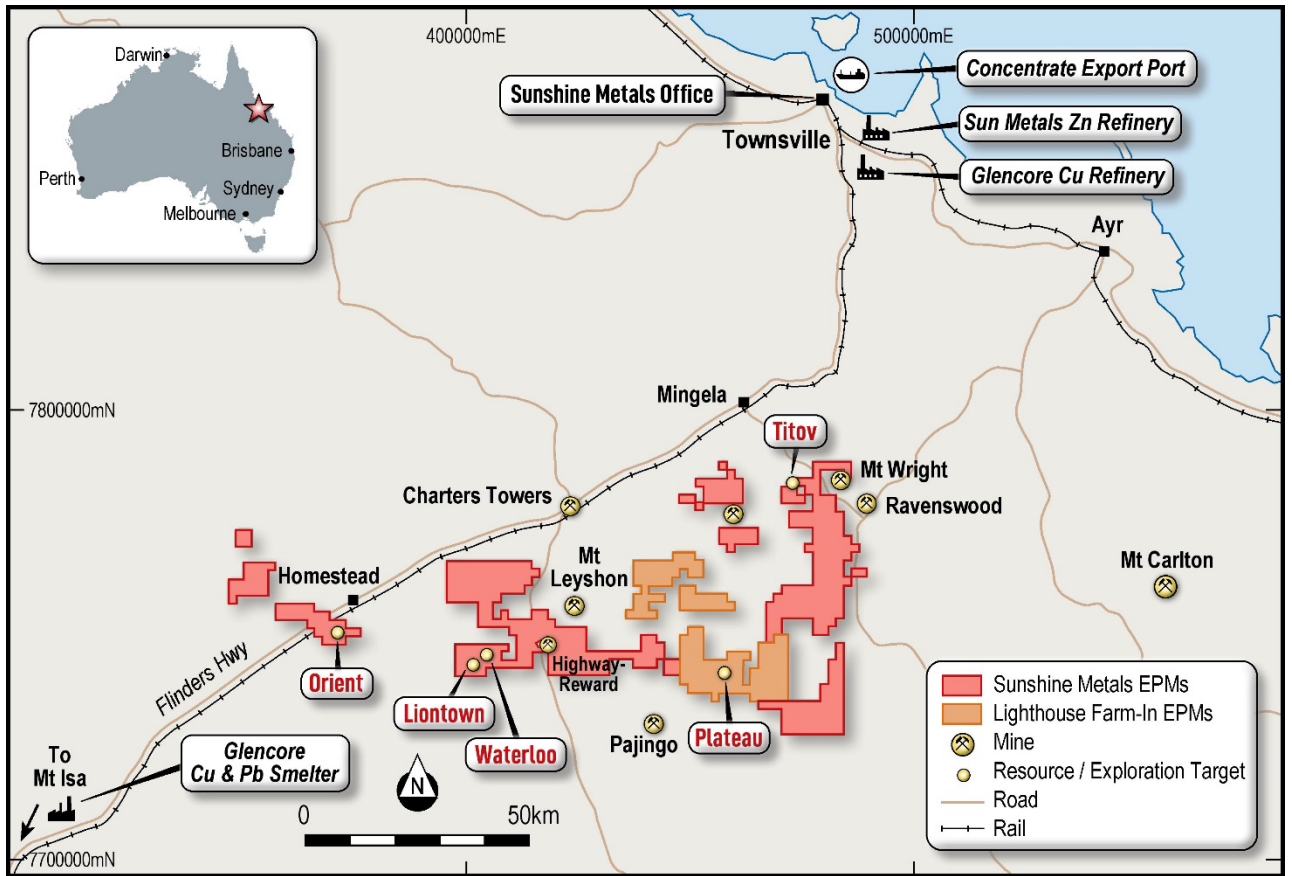 400000mE
500000mE
Darwin
Brisbane
Perth
Sydney
Melbourne
Concentrate Export Port
Sunshine Metals Office
Townsville
Sun Metals Zn Refinery
Glencore Cu Refinery
Ayr
7800000mN
Mingela
Titov
Mt Wright
Charters Towers
Ravenswood
Mt
Leyshon
Mt Carlton
Homestead
Orient
Flinders Hwy
Highway-
Reward
Liontown
Waterloo
Pajingo
Plateau
To
Mt Isa
Glencore
Cu & Pb Smelter
N
0
50km
7700000mN
Sunshine Metals EPMs
Lighthouse Farm-In EPMs
Mine
Resource / Exploration Target
Road
Rail